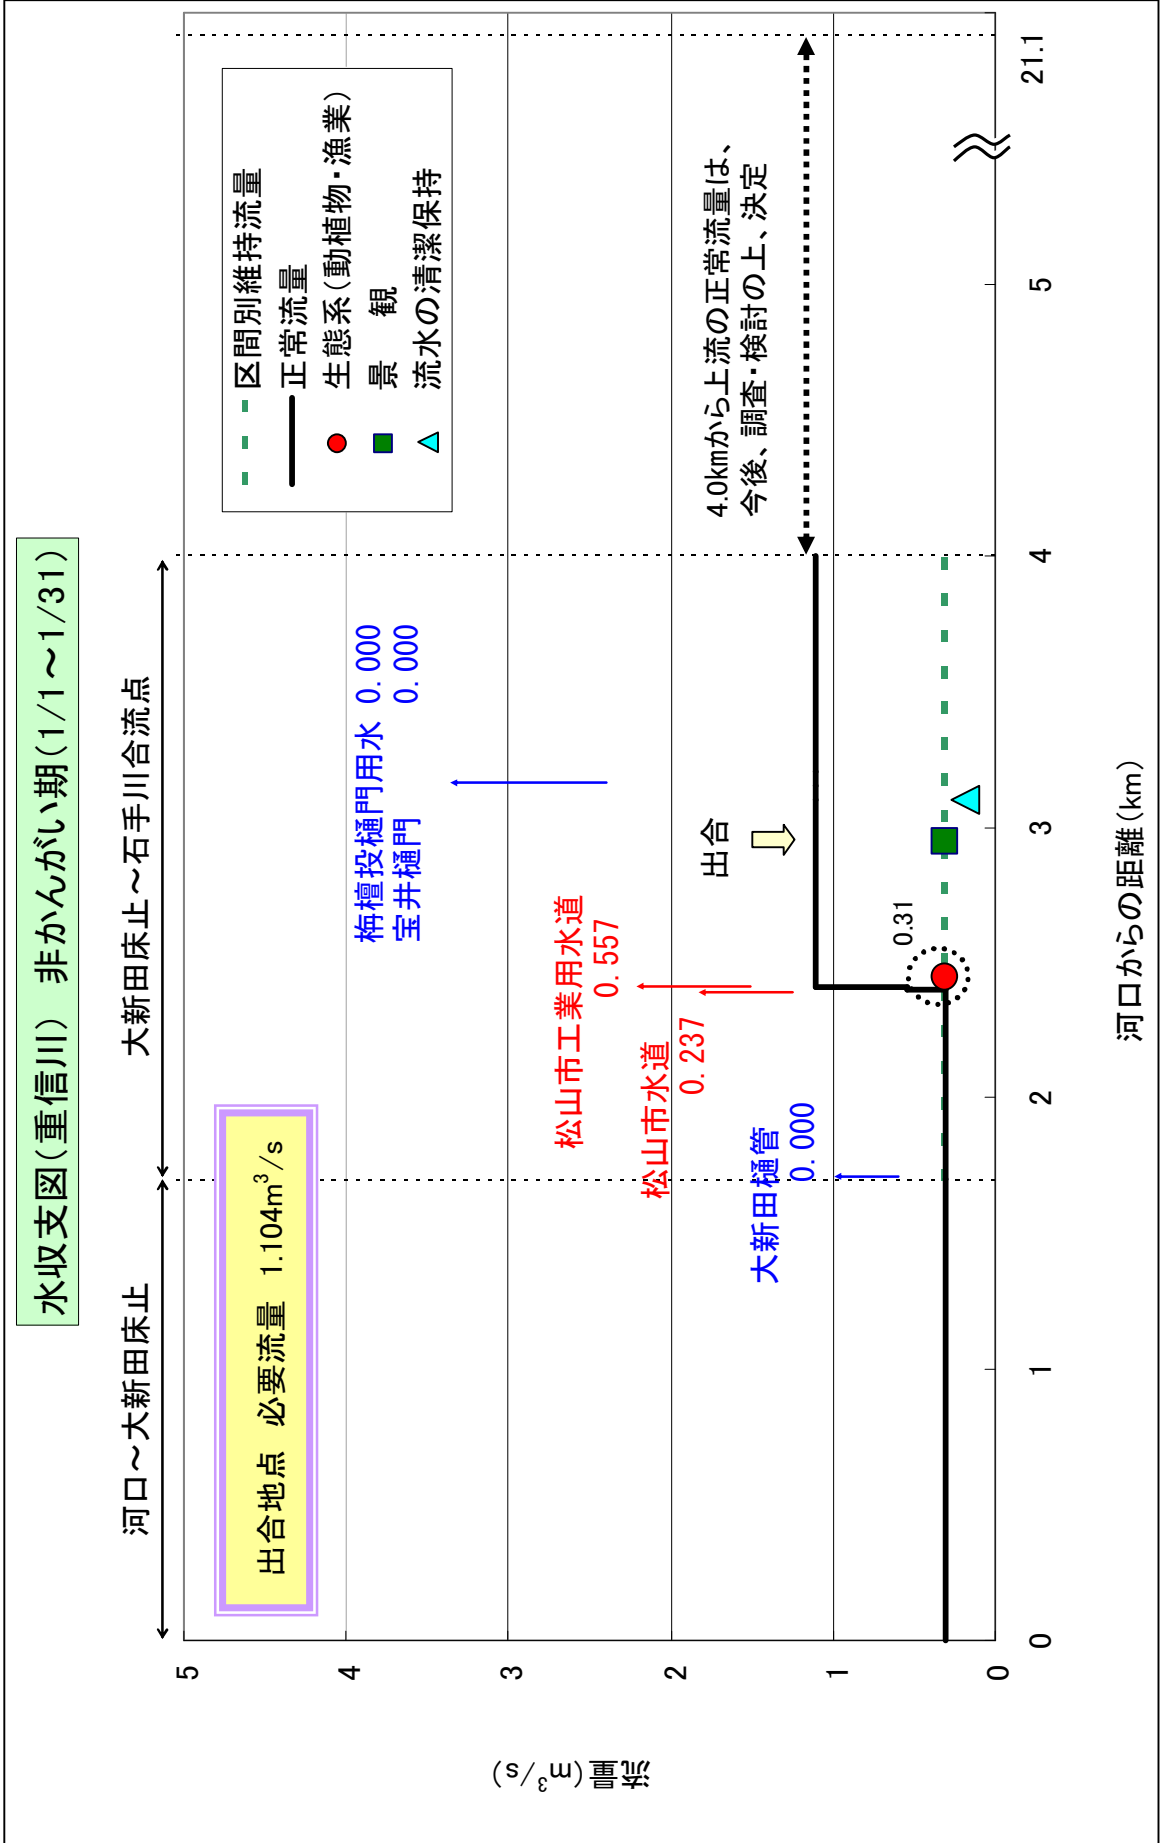 水収支図(重信川)　非かんがい期(1/1～1/31)
河口～大新田床止
大新田床止～石手川合流点
出合地点　必要流量　1.104m³/s
区間別維持流量
正常流量
生態系(動植物・漁業)
景　観
流水の清潔保持
栴檀投樋門用水 0.000
宝井樋門 0.000
松山市工業用水道
0.557
松山市水道
0.237
大新田樋管
0.000
出合
0.31
4.0kmから上流の正常流量は、
今後、調査・検討の上、決定
流量(m³/s)
5
4
3
2
1
0
0
1
2
3
4
5
21.1
河口からの距離(km)